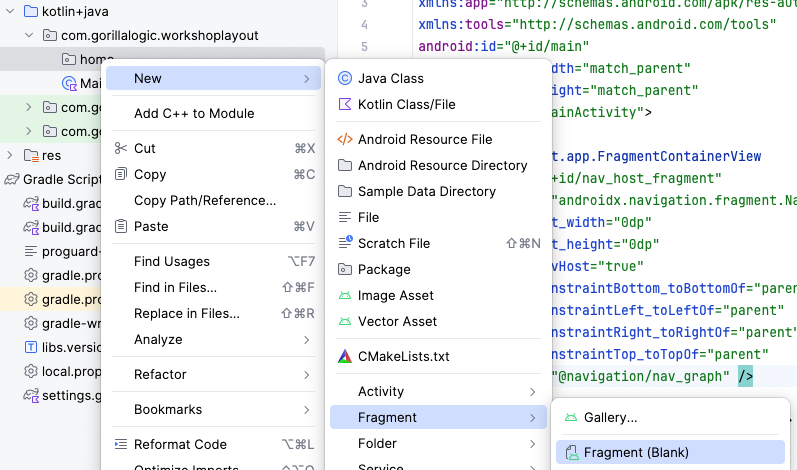 kotlin+java
com.gorillalogic.workshoplayout
home
Mai
com.go
com.go
res
Gradle Script
build.grad
build.grad
proguard-
gradle.pro
gradle.pro
gradle-wr
libs.versio
local.prop
settings.g
New
Add C++ to Module
Cut ⌘X
Copy ⌘C
Copy Path/Reference...
Paste ⌘V
Find Usages ⌥F7
Find in Files... ⇧⌘F
Replace in Files... ⇧⌘R
Analyze
Refactor
Bookmarks
Reformat Code ⌥⌘L
Optimize Imports ⌃⌥O
Java Class
Kotlin Class/File
Android Resource File
Android Resource Directory
Sample Data Directory
File
Scratch File ⇧⌘N
Package
Image Asset
Vector Asset
CMakeLists.txt
Activity
Fragment
Folder
Service
Gallery...
Fragment (Blank)
3 xmlns:app="http://schemas.android.com/apk/res-aut
4 xmlns:tools="http://schemas.android.com/tools"
5 android:id="@+id/main"
dth="match_parent"
ight="match_parent"
ainActivity">
t.app.FragmentContainerView
+id/nav_host_fragment"
"androidx.navigation.fragment.Na
t_width="0dp"
t_height="0dp"
vHost="true"
nstraintBottom_toBottomOf="paren
nstraintLeft_toLeftOf="parent"
nstraintRight_toRightOf="parent"
nstraintTop_toTopOf="parent"
"@navigation/nav_graph" />